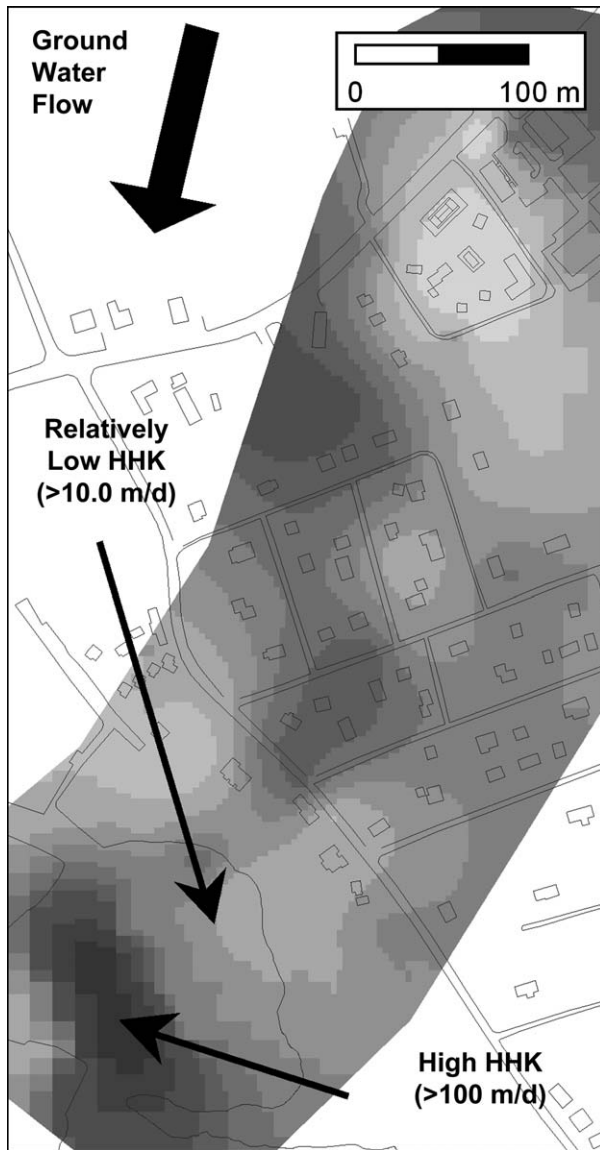 Ground
Water
Flow
0 100 m
Relatively
Low HHK
(>10.0 m/d)
High HHK
(>100 m/d)